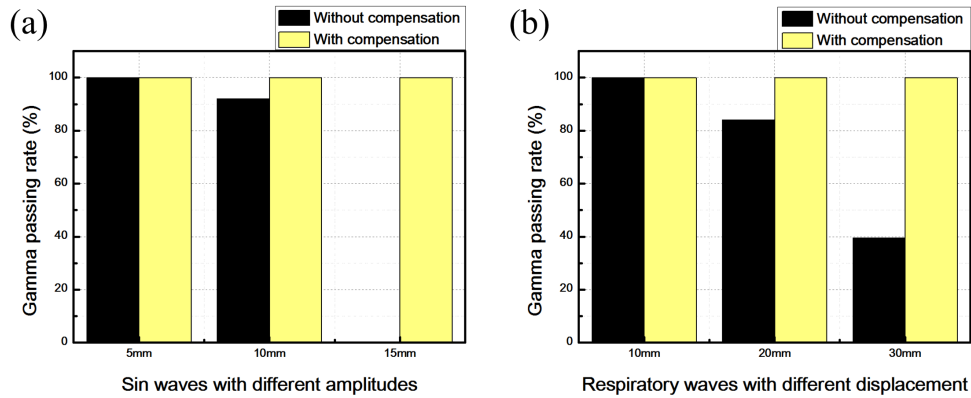 (a)
Without compensation
With compensation
Gamma passing rate (%)
100
80
60
40
20
0
5mm
10mm
15mm
Sin waves with different amplitudes
(b)
Without compensation
With compensation
Gamma passing rate (%)
100
80
60
40
20
0
10mm
20mm
30mm
Respiratory waves with different displacement